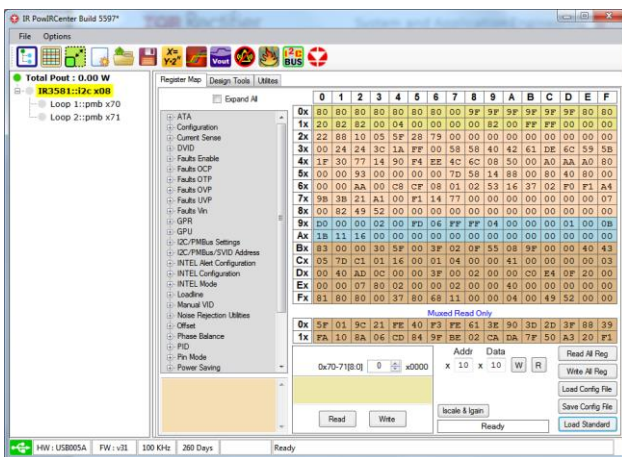 IR PowIRCenter Build 5597*
File Options
X= Y-2" Vout I2C BUS
Total Pout : 0.00 W
IR3581::i2c x08
Loop 1::pmb x70
Loop 2::pmb x71
Register Map Design Tools Utilites
Expand All
ATA
Configuration
Current Sense
DVID
Faults Enable
Faults OCP
Faults OTP
Faults OVP
Faults UVP
Faults Vin
GPR
GPU
I2C/PMBus Settings
I2C/PMBus/SVID Address
INTEL Alert Configuration
INTEL Configuration
INTEL Mode
Loadline
Manual VID
Noise Rejection Utilities
Offset
Phase Balance
PID
Pin Mode
Power Saving
0 1 2 3 4 5 6 7 8 9 A B C D E F
0x 80 80 80 80 80 80 80 00 9F 9F 9F 9F 9F 9F 80 80
1x 20 82 82 00 04 00 00 00 00 82 00 FF FF 00 00 00
2x 22 88 10 05 5F 28 79 00 00 00 00 00 00 00 00 00
3x 00 24 24 3C 1A FF 00 58 58 40 42 61 DE 6C 59 5B
4x 1F 30 77 14 90 F4 EE 4C 6C 08 50 00 A0 AA A0 80
5x 00 00 93 00 00 00 00 7D 58 14 88 00 80 40 80 00
6x 00 00 AA 00 C8 CF 08 01 02 53 16 37 02 F0 F1 A4
7x 9B 3B 21 A1 00 F1 14 77 00 00 00 00 00 00 00 07
8x 00 82 49 52 00 00 00 00 00 00 00 00 00 00 00 00
9x D0 00 00 02 00 FD 06 FF FF 04 00 00 00 01 00 0B
Ax 1B 11 16 00 00 00 00 00 00 00 00 00 00 00 00 00
Bx 83 00 00 30 5F 00 3F 02 0F 55 08 9F 00 00 40 43
Cx 05 7D C1 01 16 00 01 04 00 00 41 00 00 00 00 03
Dx 00 40 AD 0C 00 00 3F 00 02 00 00 C0 E4 0F 20 00
Ex 00 00 07 80 02 00 00 02 00 40 00 00 00 00 00 00
Fx 81 80 80 00 37 80 68 11 00 00 04 00 49 52 00 00
Muxed Read Only
0x 5F 01 9C 21 FE 40 F3 FE 61 3E 90 3D 2D 3F 88 39
1x FA 10 8A 06 CD 84 9F BE 02 CA DA 7F 50 A3 20 F1
0x70-71[8:0] 0 x0000
Read Write
Addr Data
x 10 x 10 W R
Iscale & Igain
Ready
Read All Reg
Write All Reg
Load Config File
Save Config File
Load Standard
HW : USB005A FW : v31 100 KHz 260 Days Ready